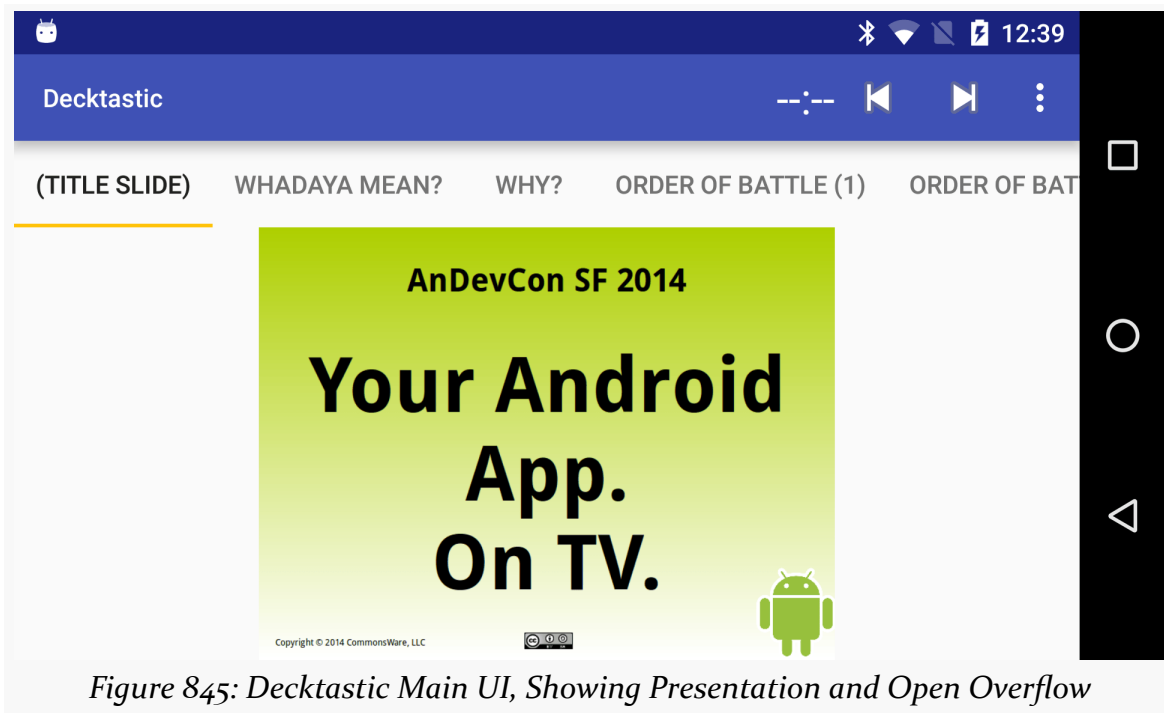 12:39
Decktastic
--:--
(TITLE SLIDE) WHADAYA MEAN? WHY? ORDER OF BATTLE (1) ORDER OF BAT
AnDevCon SF 2014
Your Android
App.
On TV.
Copyright © 2014 CommonsWare, LLC
Figure 845: Decktastic Main UI, Showing Presentation and Open Overflow